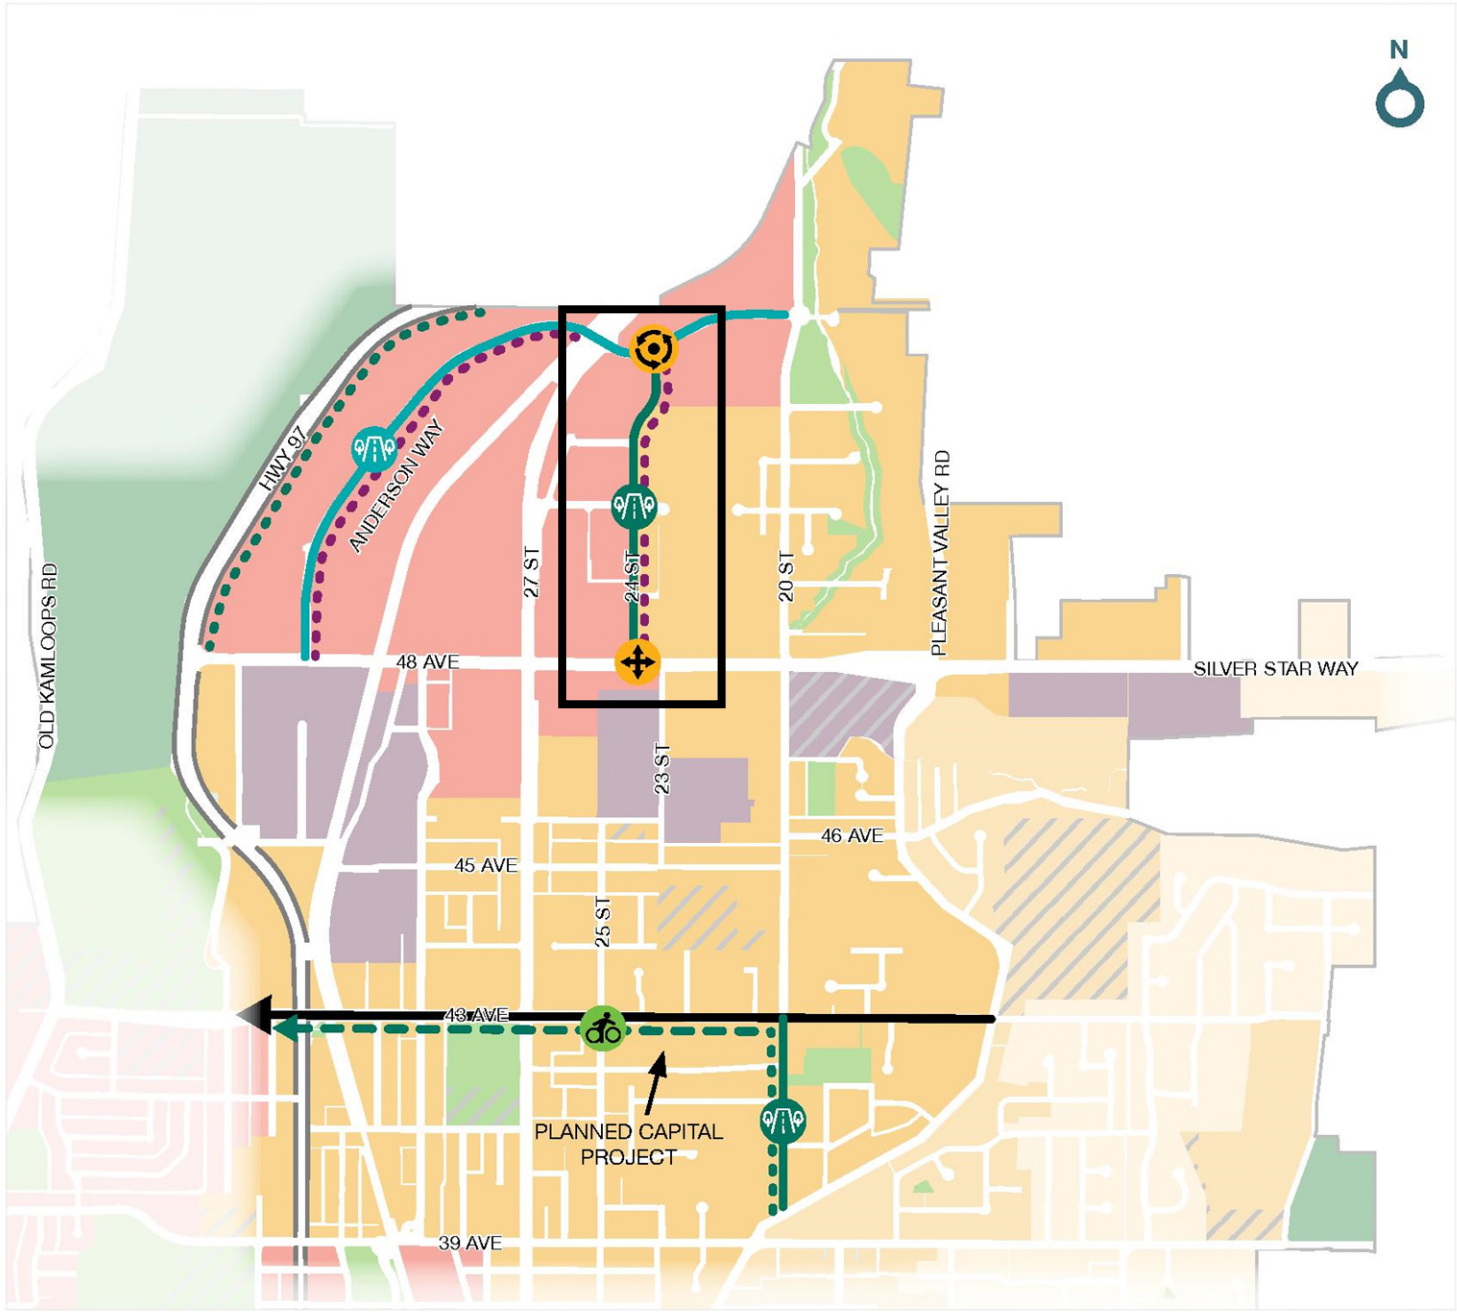 N
HWY 97
ANDERSON WAY
PLEASANT VALLEY RD
27 ST
24 ST
20 ST
OLD KAMLOOPS RD
48 AVE
SILVER STAR WAY
23 ST
46 AVE
45 AVE
25 ST
43 AVE
PLANNED CAPITAL
PROJECT
39 AVE